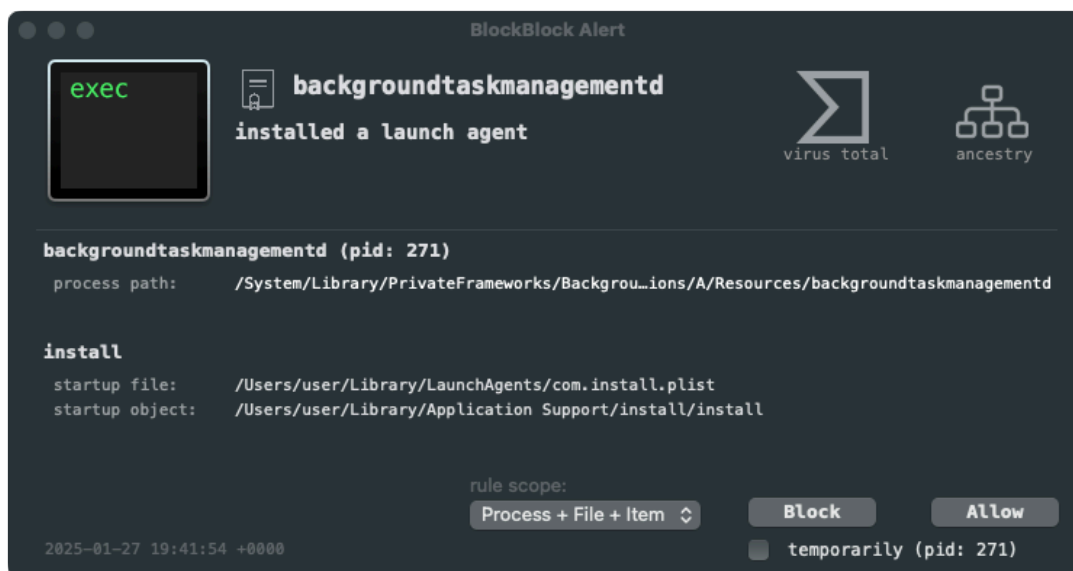 BlockBlock Alert
exec
backgroundtaskmanagementd
installed a launch agent
virus total
ancestry
backgroundtaskmanagementd (pid: 271)
process path: /System/Library/PrivateFrameworks/Backgrou…ions/A/Resources/backgroundtaskmanagementd
install
startup file: /Users/user/Library/LaunchAgents/com.install.plist
startup object: /Users/user/Library/Application Support/install/install
rule scope:
Process + File + Item
Block
Allow
2025-01-27 19:41:54 +0000
temporarily (pid: 271)